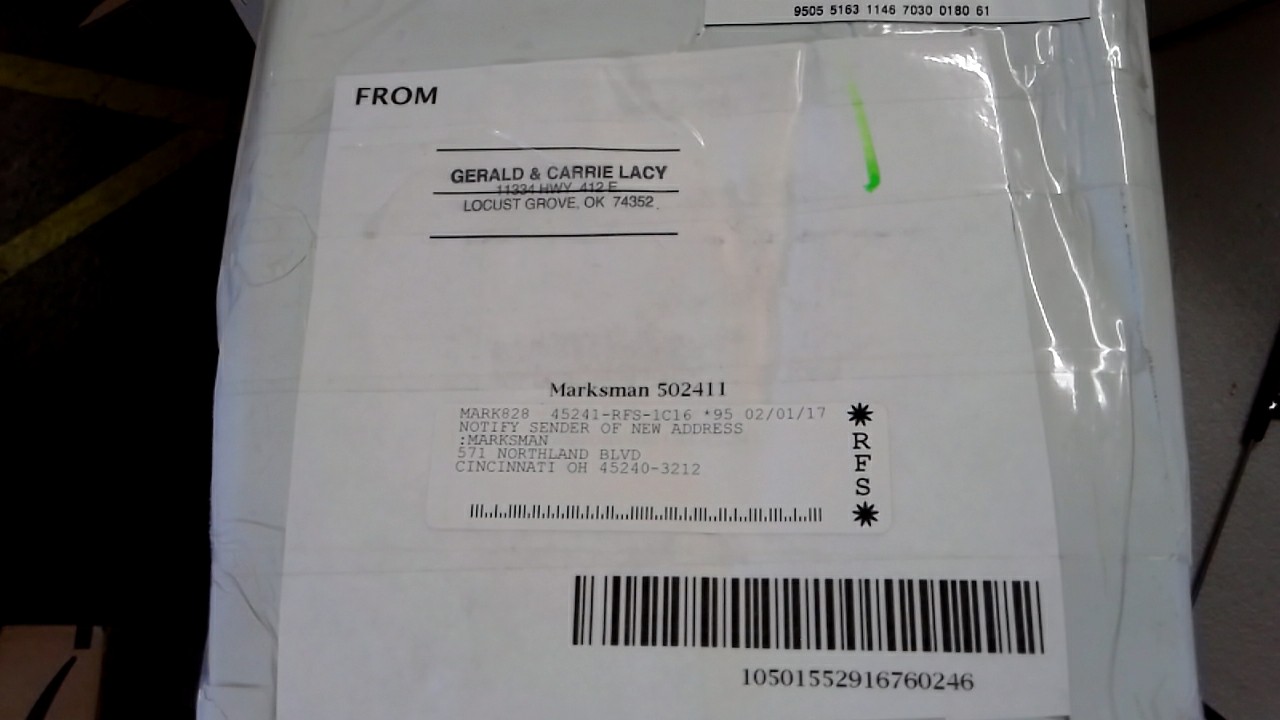 9505 5163 1146 7030 0180 61
FROM
GERALD & CARRIE LACY
11334 HWY 412 E
LOCUST GROVE, OK 74352
Marksman 502411
MARK828 45241-RFS-1C16 *95 02/01/17
NOTIFY SENDER OF NEW ADDRESS
:MARKSMAN
571 NORTHLAND BLVD
CINCINNATI OH 45240-3212
RFS
10501552916760246